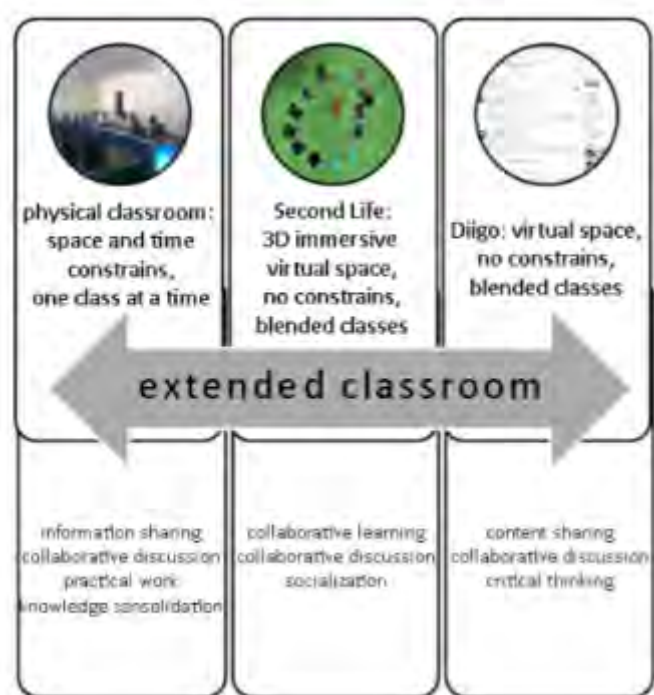 physical classroom:
space and time
constrains,
one class at a time
Second Life:
3D immersive
virtual space,
no constrains,
blended classes
Diigo: virtual space,
no constrains,
blended classes
extended classroom
information sharing
collaborative discussion
practical work
knowledge sonsolidation
collaborative learning
collaborative discussion
socialization
content sharing
collaborative discussion
critical thinking